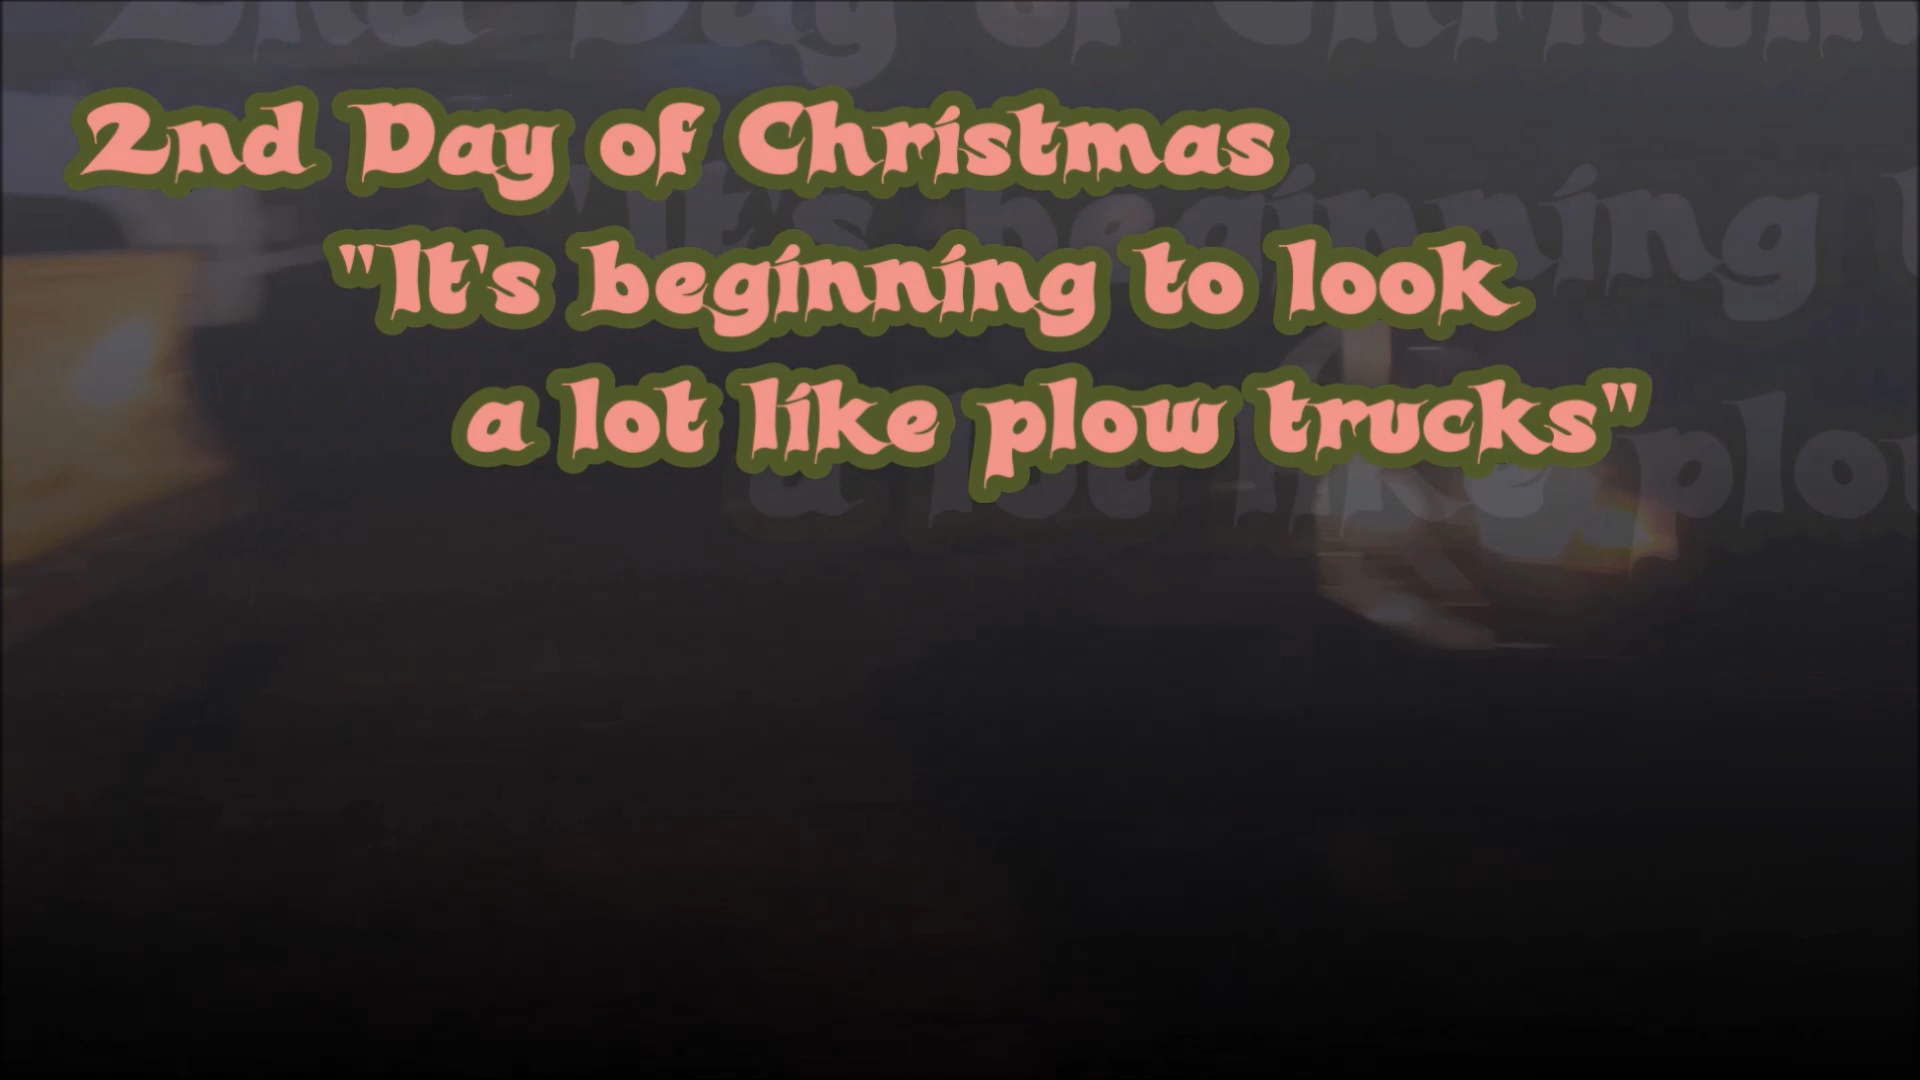 2nd Day of Christmas
"It's beginning to look
a lot like plow trucks"